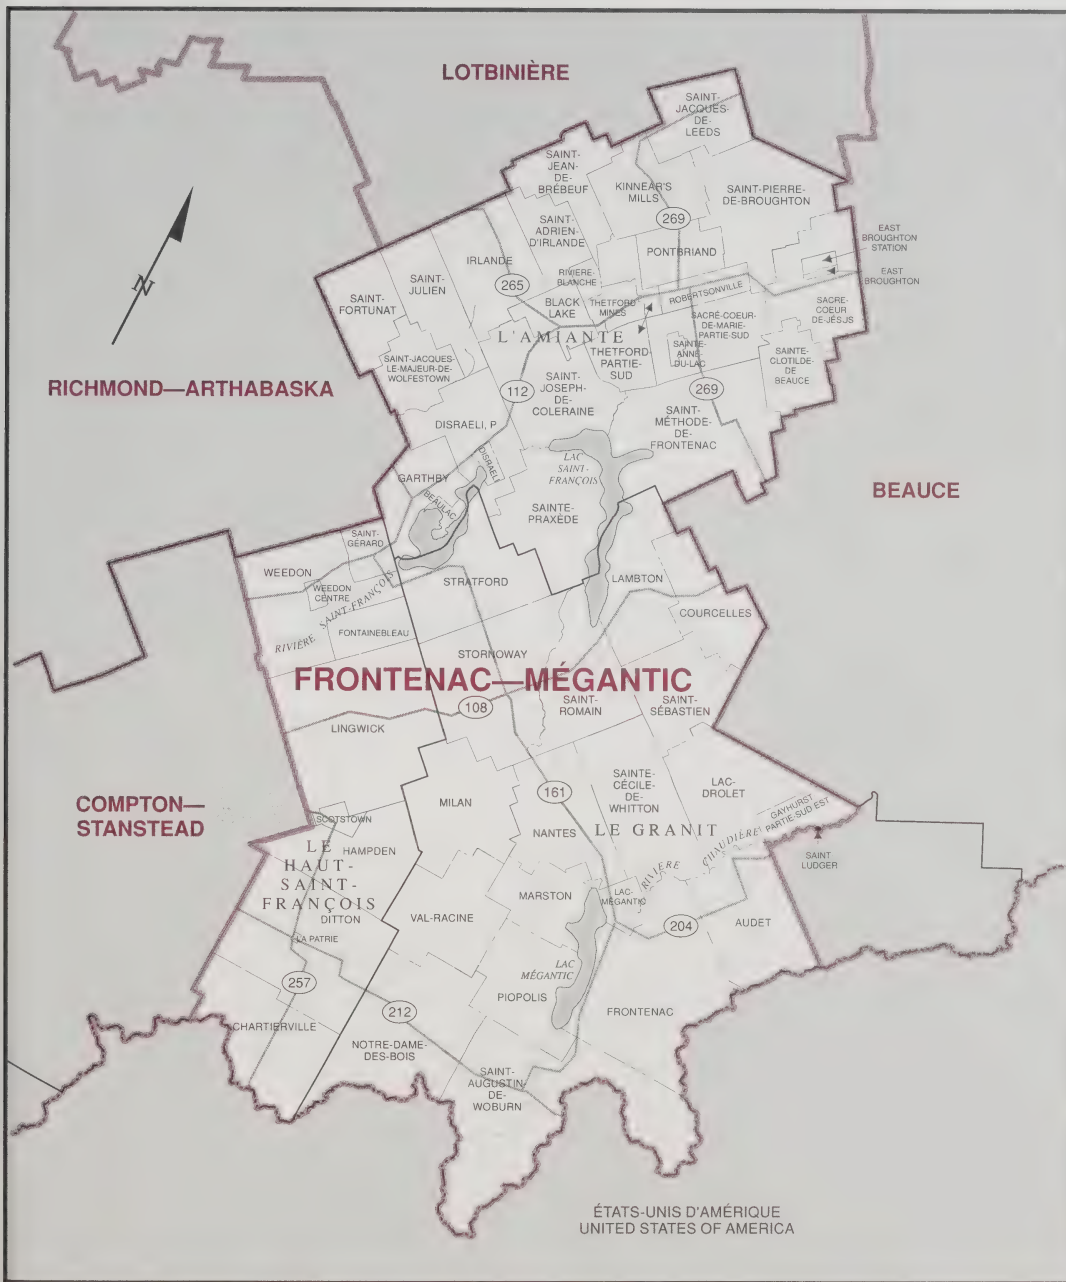 LOTBINIÈRE
SAINT-
JACQUES-
DE-
LEEDS
SAINT-
JEAN-
DE-
BRÉBEUF
KINNEAR'S
MILLS
SAINT-PIERRE-
DE-BROUGHTON
269
SAINT-
ADRIEN-
D'IRLANDE
EAST
BROUGHTON
STATION
PONTBRIAND
IRLANDE
EAST
BROUGHTON
RIVIÈRE-
BLANCHE
SAINT-
JULIEN
265
ROBERTSONVILLE
SAINT-
FORTUNAT
BLACK
LAKE
THETFORD
MINES
SACRÉ-
COEUR
DE-JÉSUS
SACRÉ-COEUR-
DE-MARIE-
PARTIE-SUD
L'AMIANTE
THETFORD-
PARTIE-
SUD
SAINTE-
ANNE-
DU-LAC
SAINTE-
CLOTILDE-
DE
BEAUCE
SAINT-JACQUES-
LE-MAJEUR-DE-
WOLFESTOWN
RICHMOND—ARTHABASKA
SAINT-
JOSEPH-
DE-
COLERAINE
112
269
DISRAELI, P
SAINT-
MÉTHODE-
DE-
FRONTENAC
LAC
SAINT-
FRANÇOIS
DISRAELI
GARTHBY
BEAUCE
BEAULAC
SAINTE-
PRAXÈDE
SAINT-
GÉRARD
WEEDON
STRATFORD
LAMBTON
WEEDON
CENTRE
RIVIÈRE SAINT-FRANÇOIS
COURCELLES
FONTAINEBLEAU
STORNOWAY
FRONTENAC—MÉGANTIC
108
SAINT-
ROMAIN
SAINT-
SÉBASTIEN
LINGWICK
SAINTE-
CÉCILE-
DE-
WHITTON
LAC-
DROLET
161
MILAN
COMPTON—
STANSTEAD
GAYHURST
PARTIE-SUD EST
SCOTSTOWN
NANTES
LE GRANIT
LE
HAUT-
SAINT-
FRANÇOIS
HAMPDEN
RIVIÈRE CHAUDIÈRE
SAINT
LUDGER
MARSTON
LAC-
MÉGANTIC
DITTON
VAL-RACINE
204
AUDET
LA PATRIE
LAC
MÉGANTIC
257
PIOPOLIS
212
FRONTENAC
CHARTIERVILLE
NOTRE-DAME-
DES-BOIS
SAINT-
AUGUSTIN-
DE-
WOBURN
ÉTATS-UNIS D'AMÉRIQUE
UNITED STATES OF AMERICA
N